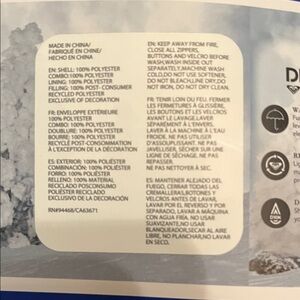 MADE IN CHINA/
FABRIQUÉ EN CHINE/
HECHO EN CHINA
EN: SHELL: 100% POLYESTER
COMBO: 100% POLYESTER
LINING: 100% POLYESTER
FILLING: 100% POST- CONSUMER
RECYCLED POLYESTER
EXCLUSIVE OF DECORATION
FR: ENVELOPPE EXTÉRIEURE
100% POLYESTER
COMBO: 100% POLYESTER
DOUBLURE: 100% POLYESTER
BOURRE: 100% POLYESTER
RECYCLÉ POST-CONSOMMATION
À L'EXCEPTION DE LA DÉCORATION
ES: EXTERIOR: 100% POLIÉSTER
COMBINACIÓN: 100% POLIÉSTER
FORRO: 100% POLIÉSTER
RELLENO: 100% MATERIAL
RECICLADO POSCONSUMO
POLIÉSTER RECICLADO
EXCLUSIVO DE LA DECORACIÓN
RN#94468/CA63671
EN: KEEP AWAY FROM FIRE,
CLOSE ALL ZIPPERS,
BUTTONS AND VELCRO BEFORE
WASH,WASH INSIDE OUT
SEPARATELY,MACHINE WASH
COLD,DO NOT USE SOFTENER,
DO NOT BLEACH,LINE DRY,DO
NOT IRON, DO NOT DRY CLEAN.
FR: TENIR LOIN DU FEU. FERMER
LES FERMETURES À GLISSIÈRE,
LES BOUTONS ET LES VELCROS
AVANT LE LAVAGE.LAVER
SÉPARÉMENT À L'ENVERS.
LAVER À LA MACHINE À L'EAU
FROIDE. NE PAS UTILISER
D'ASSOUPLISSANT. NE PAS
JAVELLISER. SÉCHER SUR UNE
LIGNE DE SÉCHAGE, NE PAS
REPASSER.
NE PAS NETTOYER À SEC.
ES: MANTENER ALEJADO DEL
FUEGO, CERRAR TODAS LAS
CREMALLERAS,BOTONES Y
VELCROS ANTES DE LAVAR,
LAVAR POR EL REVERSO Y POR
SEPARADO, LAVAR A MÁQUINA
CON AGUA FRÍA, NO USAR
SUAVIZANTE,NO USAR
BLANQUEADOR,SECAR AL AIRE
LIBRE, NO PLANCHAR,NO LAVAR
EN SECO.